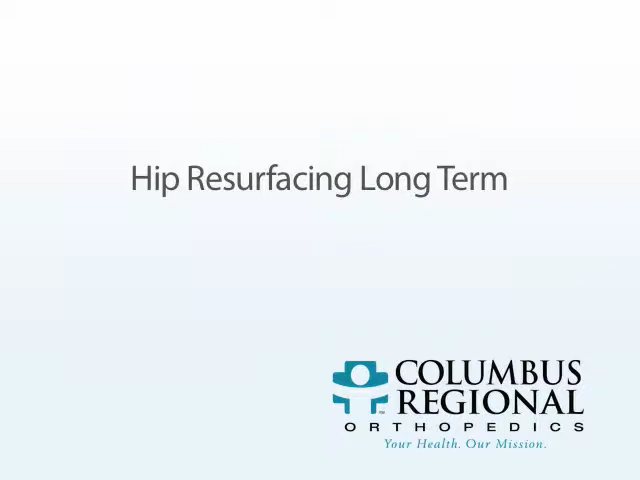 Hip Resurfacing Long Term
COLUMBUS
REGIONAL
ORTHOPEDICS
Your Health. Our Mission.